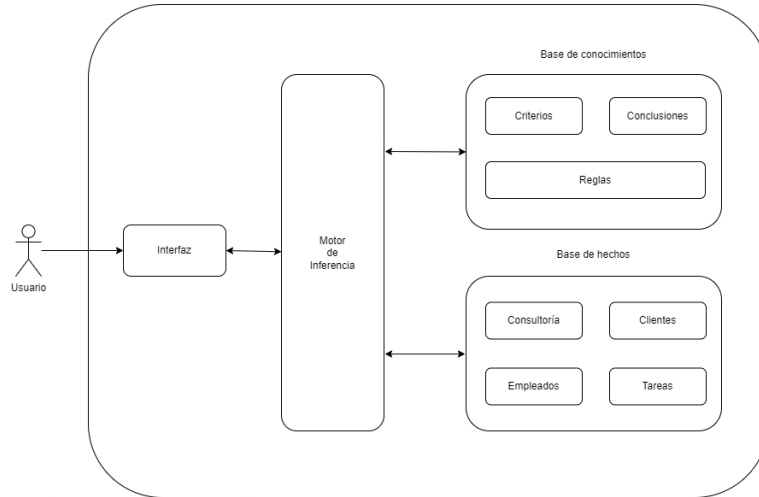 Base de conocimientos
Criterios
Conclusiones
Reglas
Usuario
Interfaz
Motor
de
Inferencia
Base de hechos
Consultoría
Clientes
Empleados
Tareas